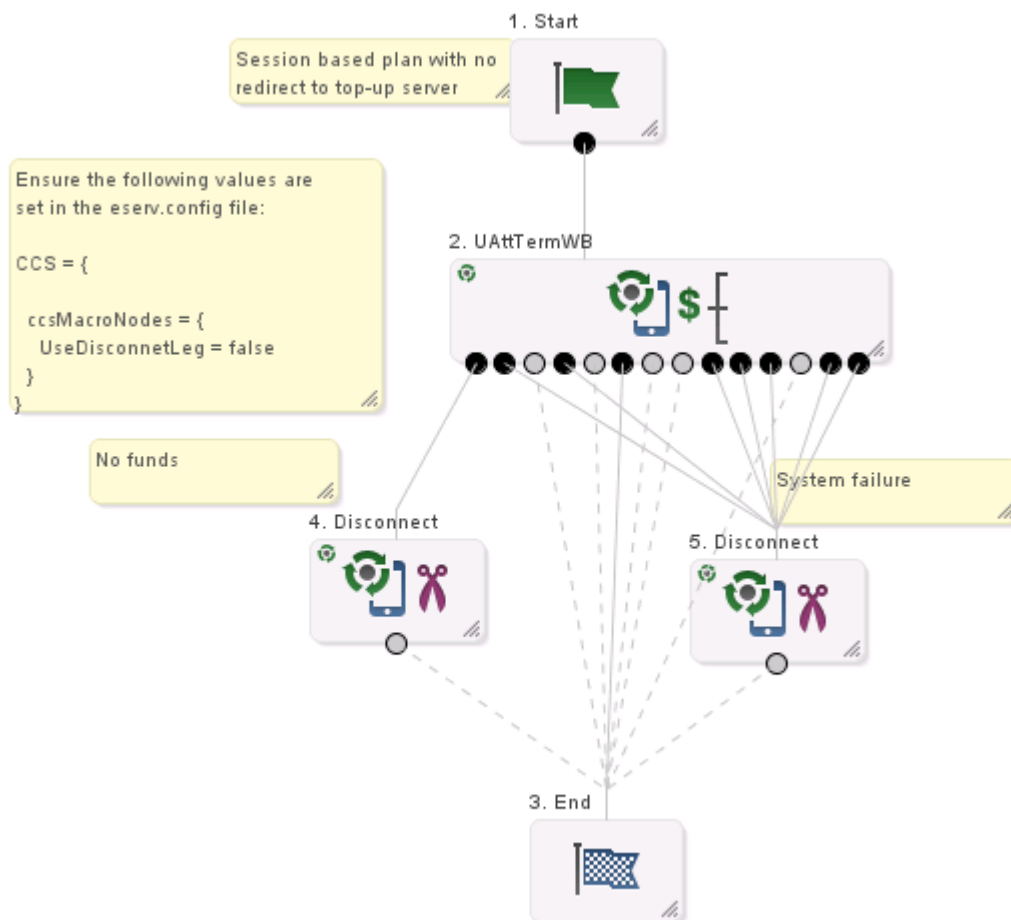 1. Start
Session based plan with no
redirect to top-up server
Ensure the following values are
set in the eserv.config file:
CCS = {
ccsMacroNodes = {
UseDisconnetLeg = false
}
}
2. UAttTermWB
$
No funds
System failure
4. Disconnect
5. Disconnect
3. End